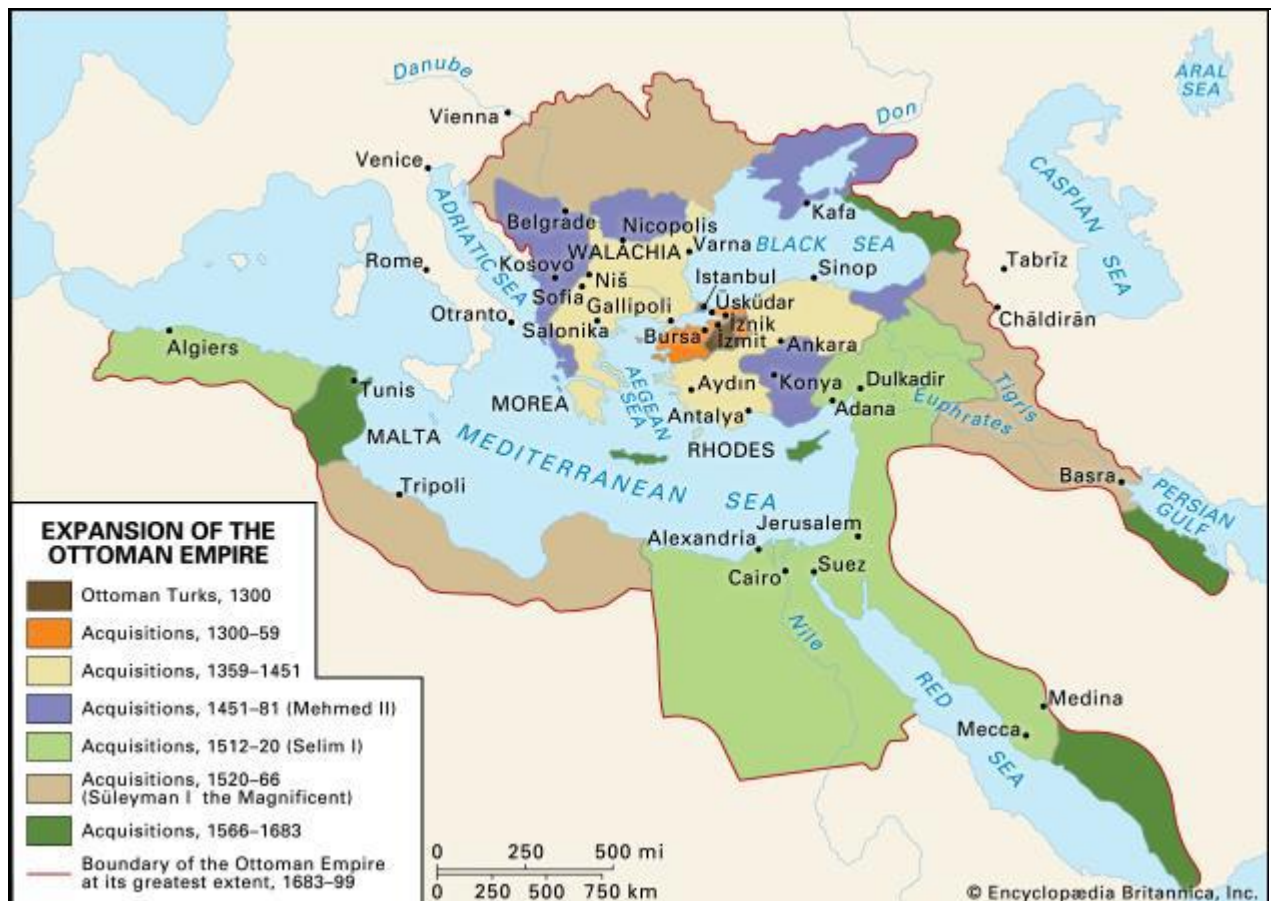 Danube
Vienna
Venice
ADRIATIC SEA
Rome
Otranto
Belgrade
Nicopolis
WALACHIA
Varna
Kosovo
Niš
Sofia
Gallipoli
Salonika
MOREA
AEGEAN
SEA
BLACK SEA
Kafa
Don
ARAL
SEA
CASPIAN
SEA
Istanbul
Sinop
Üsküdar
İznik
İzmit
Bursa
Ankara
Aydın
Konya
Antalya
Adana
Dulkadir
Tabrīz
Chāldirān
Tigris
Euphrates
Basra
PERSIAN
GULF
Algiers
Tunis
MALTA
Tripoli
MEDITERRANEAN SEA
RHODES
Jerusalem
Alexandria
Cairo
Suez
Nile
RED
SEA
Medina
Mecca
EXPANSION OF THE
OTTOMAN EMPIRE
Ottoman Turks, 1300
Acquisitions, 1300–59
Acquisitions, 1359–1451
Acquisitions, 1451–81 (Mehmed II)
Acquisitions, 1512–20 (Selim I)
Acquisitions, 1520–66
(Süleyman I the Magnificent)
Acquisitions, 1566–1683
Boundary of the Ottoman Empire
at its greatest extent, 1683–99
0 250 500 mi
0 250 500 750 km
© Encyclopædia Britannica, Inc.